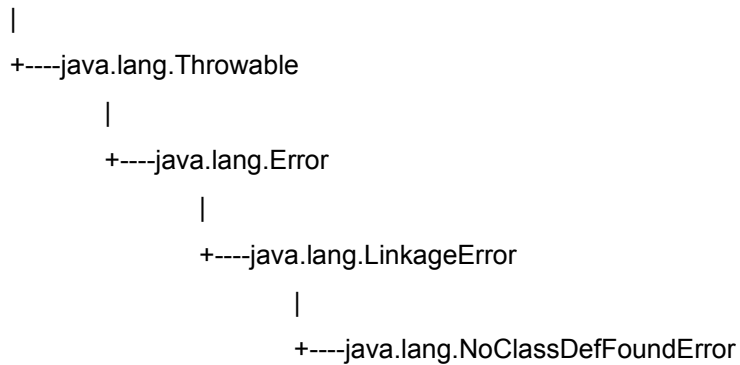 |
+----java.lang.Throwable
|
+----java.lang.Error
|
+----java.lang.LinkageError
|
+----java.lang.NoClassDefFoundError